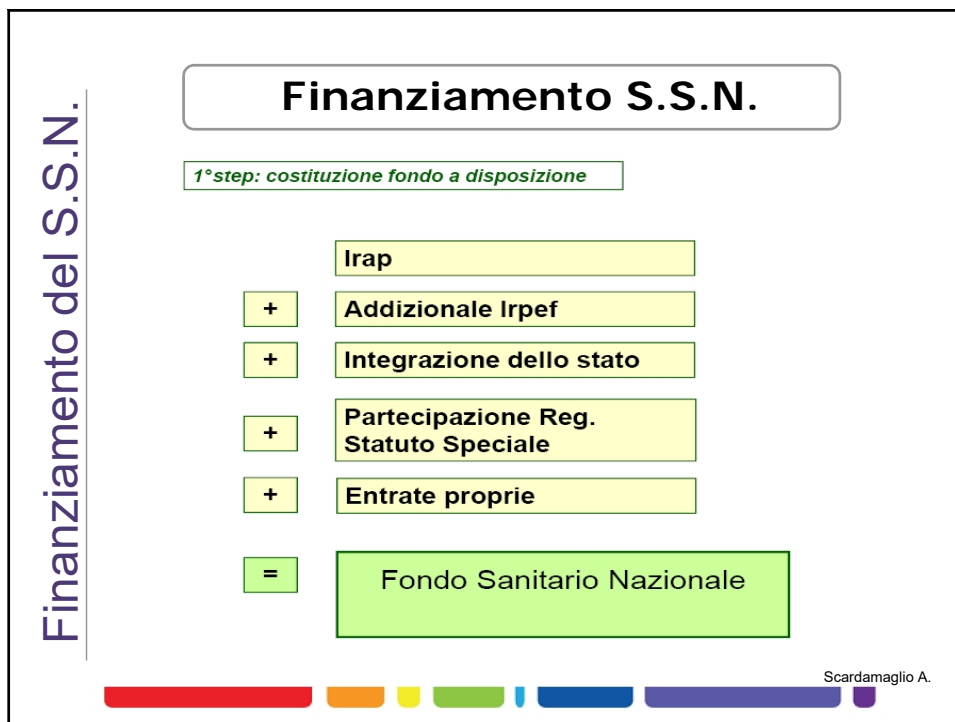 Finanziamento del S.S.N.
Finanziamento S.S.N.
1°step: costituzione fondo a disposizione
Irap
+ Addizionale Irpef
+ Integrazione dello stato
+ Partecipazione Reg.
Statuto Speciale
+ Entrate proprie
= Fondo Sanitario Nazionale
Scardamaglio A.